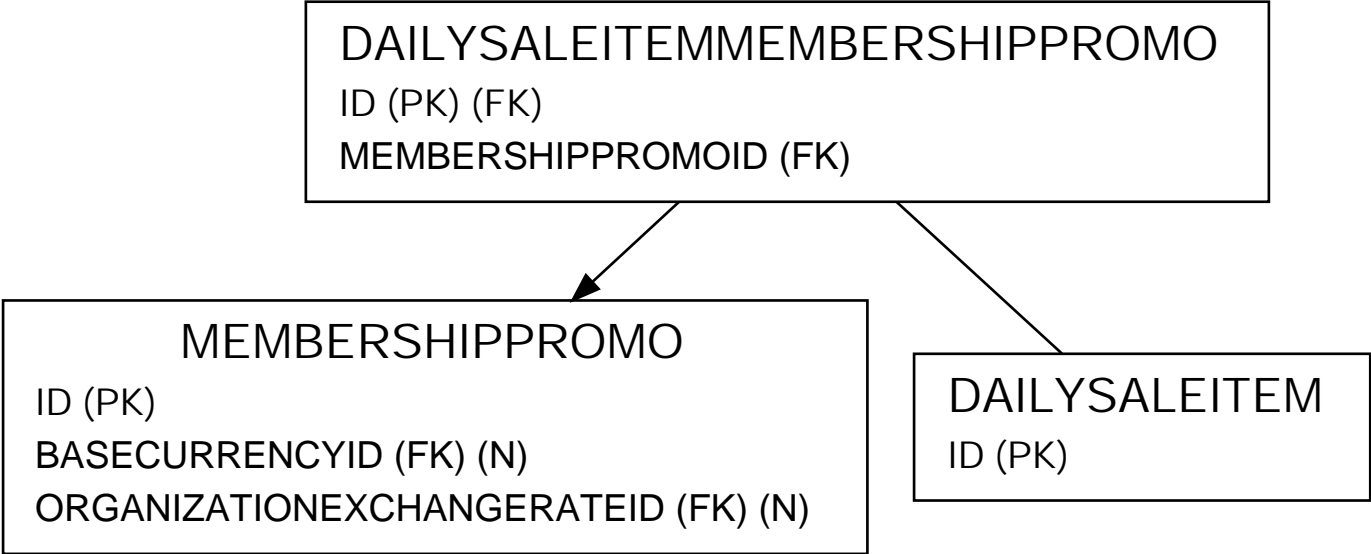 DAILYSALEITEMMEMBERSHIPPROMO
ID (PK) (FK)
MEMBERSHIPPROMOID (FK)
MEMBERSHIPPROMO
ID (PK)
BASECURRENCYID (FK) (N)
ORGANIZATIONEXCHANGERATEID (FK) (N)
DAILYSALEITEM
ID (PK)